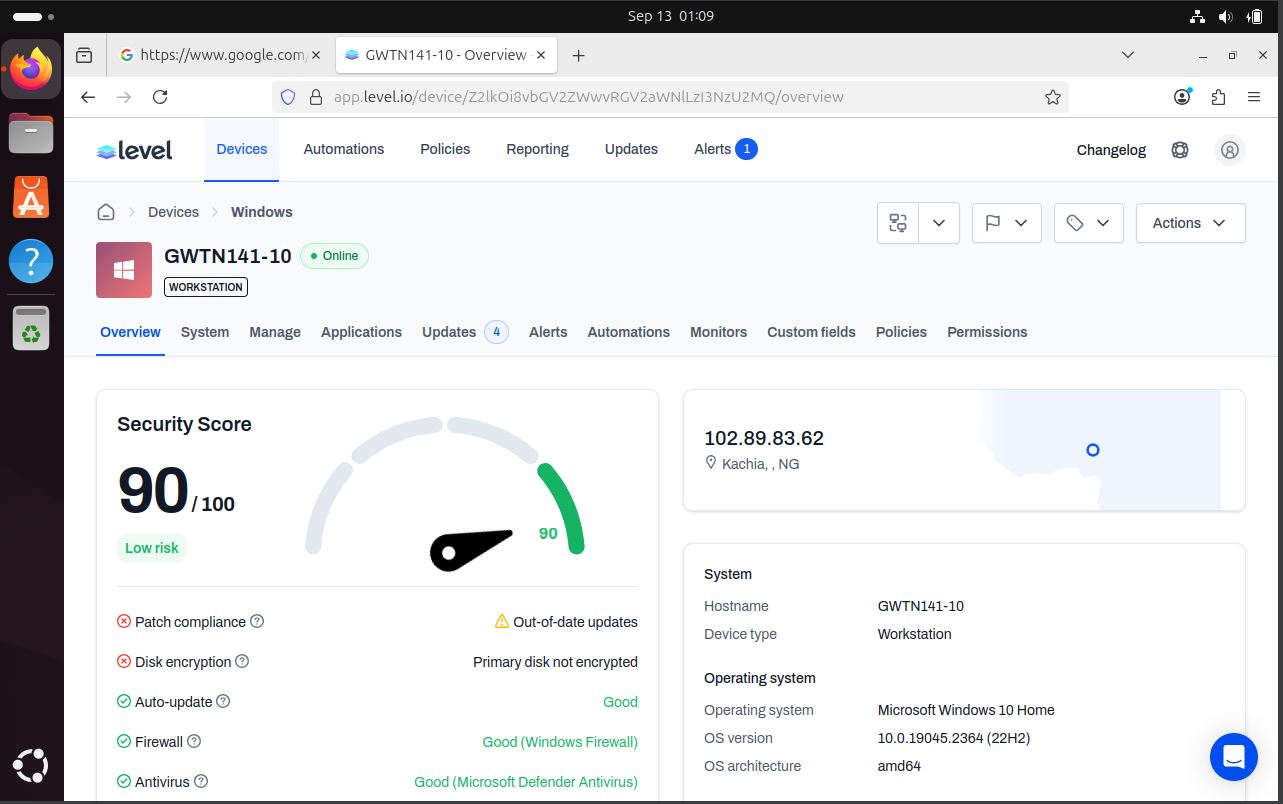 Sep 13 01:09
https://www.google.com/
GWTN141-10 - Overview
app.level.io/device/Z2lkOi8vbGV2ZWwvRGV2aWNlLzI3NzU2MQ/overview
level
Devices
Automations
Policies
Reporting
Updates
Alerts 1
Changelog
Devices
Windows
Actions
GWTN141-10
Online
WORKSTATION
Overview
System
Manage
Applications
Updates 4
Alerts
Automations
Monitors
Custom fields
Policies
Permissions
Security Score
90 / 100
Low risk
90
Patch compliance
Out-of-date updates
Disk encryption
Primary disk not encrypted
Auto-update
Good
Firewall
Good (Windows Firewall)
Antivirus
Good (Microsoft Defender Antivirus)
102.89.83.62
Kachia, , NG
System
Hostname
GWTN141-10
Device type
Workstation
Operating system
Operating system
Microsoft Windows 10 Home
OS version
10.0.19045.2364 (22H2)
OS architecture
amd64